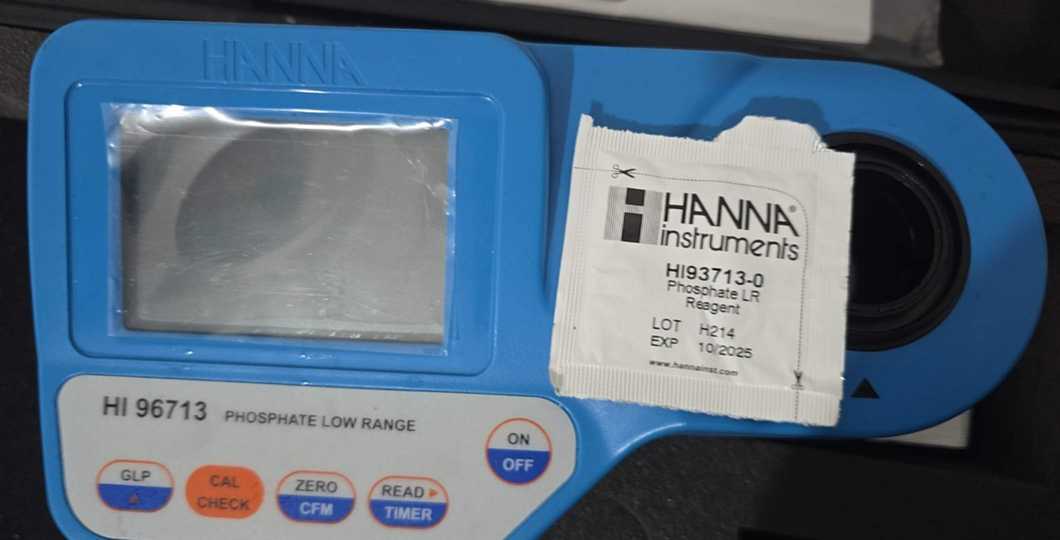 HANNA
HANNA®
instruments
HI93713-0
Phosphate LR
Reagent
LOT H214
EXP 10/2025
www.hannainst.com
HI 96713 PHOSPHATE LOW RANGE
GLP
CAL
CHECK
ZERO
CFM
READ
TIMER
ON
OFF